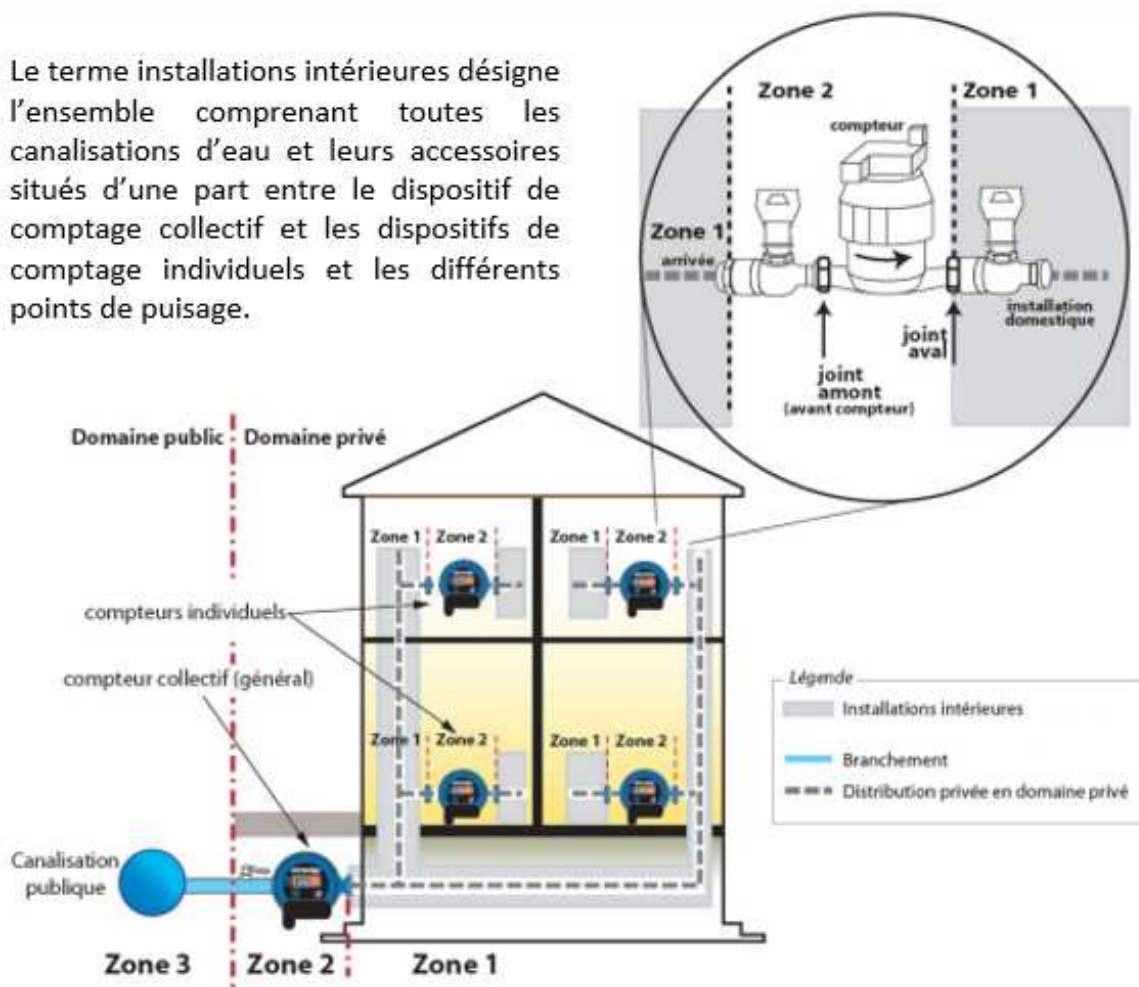 Le terme installations intérieures désigne
l’ensemble comprenant toutes les
canalisations d’eau et leurs accessoires
situés d’une part entre le dispositif de
comptage collectif et les dispositifs de
comptage individuels et les différents
points de puisage.
Zone 2
Zone 1
compteur
Zone 1
arrivée
installation
domestique
joint
aval
joint
amont
(avant compteur)
Domaine public
Domaine privé
Zone 1 Zone 2
Zone 1 Zone 2
compteurs individuels
compteur collectif (général)
Zone 1 Zone 2
Zone 1 Zone 2
Légende
Installations intérieures
Branchement
Distribution privée en domaine privé
Canalisation
publique
Zone 3
Zone 2
Zone 1